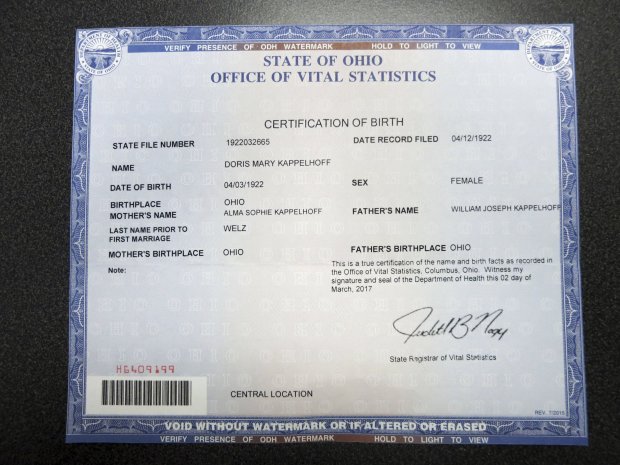 VERIFY PRESENCE OF ODH WATERMARK HOLD TO LIGHT TO VIEW
STATE OF OHIO
OFFICE OF VITAL STATISTICS
CERTIFICATION OF BIRTH
STATE FILE NUMBER 1922032665 DATE RECORD FILED 04/12/1922
NAME DORIS MARY KAPPELHOFF
DATE OF BIRTH 04/03/1922 SEX FEMALE
BIRTHPLACE OHIO
MOTHER'S NAME ALMA SOPHIE KAPPELHOFF FATHER'S NAME WILLIAM JOSEPH KAPPELHOFF
LAST NAME PRIOR TO WELZ
FIRST MARRIAGE
MOTHER'S BIRTHPLACE OHIO FATHER'S BIRTHPLACE OHIO
Note:
This is a true certification of the name and birth facts as recorded in
the Office of Vital Statistics, Columbus, Ohio. Witness my
signature and seal of the Department of Health this 02 day of
March, 2017
State Registrar of Vital Statistics
H6409199
CENTRAL LOCATION
REV. 7/2015
VOID WITHOUT WATERMARK OR IF ALTERED OR ERASED
VERIFY PRESENCE OF ODH WATERMARK HOLD TO LIGHT TO VIEW